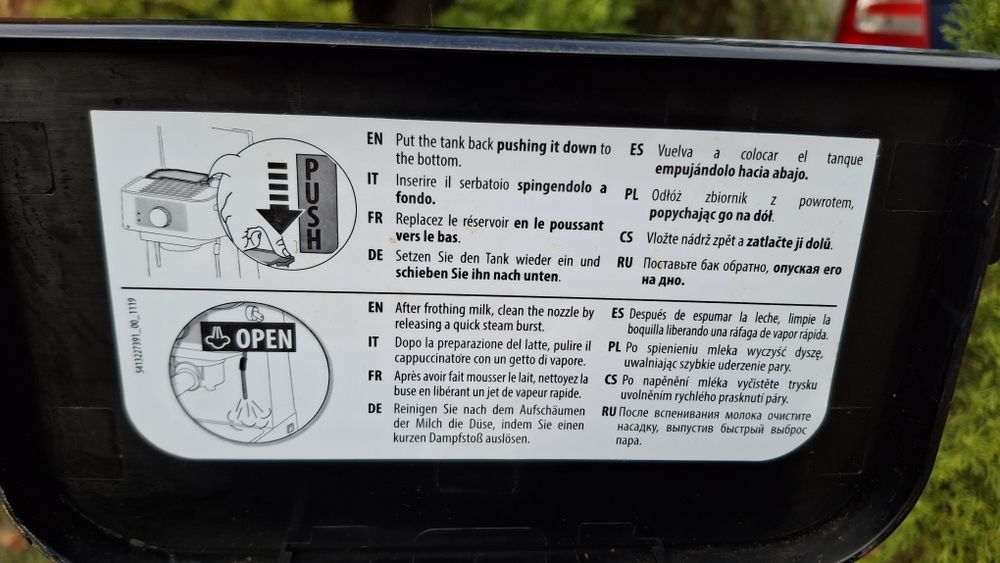 PUSH
EN Put the tank back pushing it down to
the bottom.
IT Inserire il serbatoio spingendolo a
fondo.
FR Replacez le réservoir en le poussant
vers le bas.
DE Setzen Sie den Tank wieder ein und
schieben Sie ihn nach unten.
ES Vuelva a colocar el tanque
empujándolo hacia abajo.
PL Odłóż zbiornik z powrotem,
popychając go na dół.
CS Vložte nádrž zpět a zatlačte ji dolů.
RU Поставьте бак обратно, опуская его
на дно.
5413227391_00_1119
OPEN
EN After frothing milk, clean the nozzle by
releasing a quick steam burst.
IT Dopo la preparazione del latte, pulire il
cappuccinatore con un getto di vapore.
FR Après avoir fait mousser le lait, nettoyez la
buse en libérant un jet de vapeur rapide.
DE Reinigen Sie nach dem Aufschäumen
der Milch die Düse, indem Sie einen
kurzen Dampfstoß auslösen.
ES Después de espumar la leche, limpie la
boquilla liberando una ráfaga de vapor rápida.
PL Po spienieniu mleka wyczyść dyszę,
uwalniając szybkie uderzenie pary.
CS Po napěnění mléka vyčistěte trysku
uvolněním rychlého prasknutí páry.
RU После вспенивания молока очистите
насадку, выпустив быстрый выброс
пара.